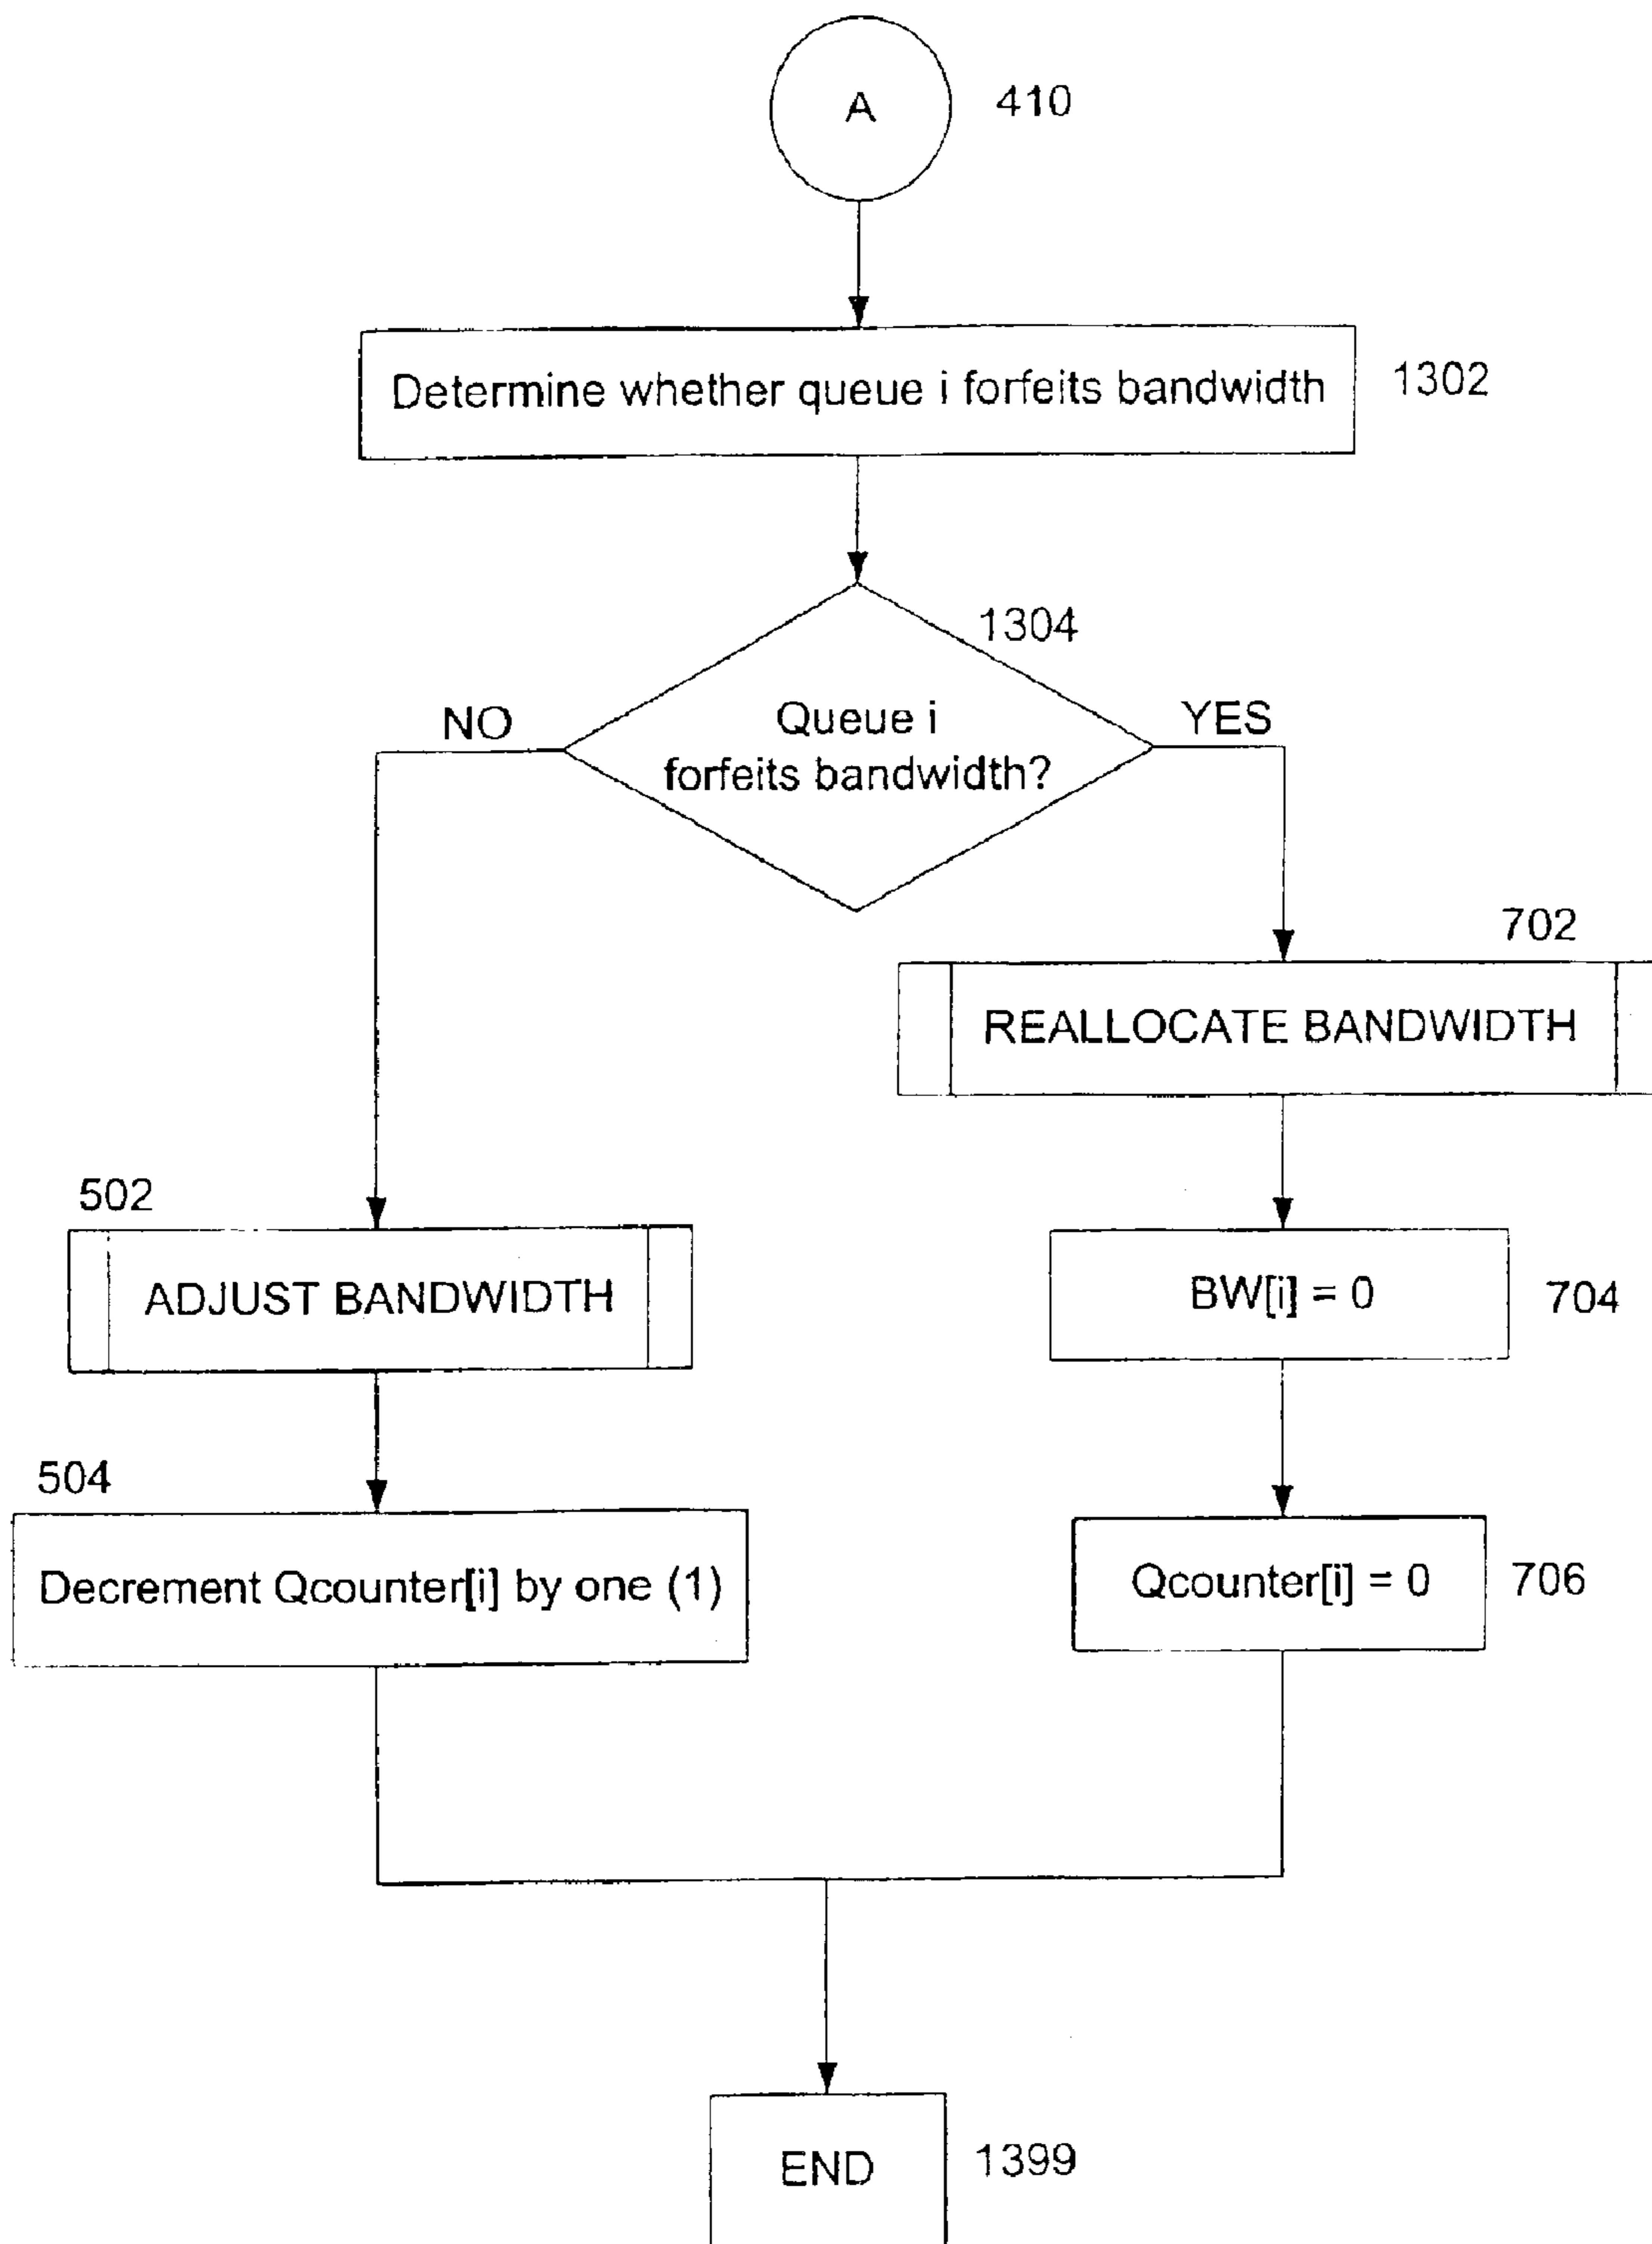 A
410
Determine whether queue i forfeits bandwidth
1302
1304
NO
Queue i
forfeits bandwidth?
YES
702
REALLOCATE BANDWIDTH
502
ADJUST BANDWIDTH
BW[i] = 0
704
504
Decrement Qcounter[i] by one (1)
Qcounter[i] = 0
706
END
1399